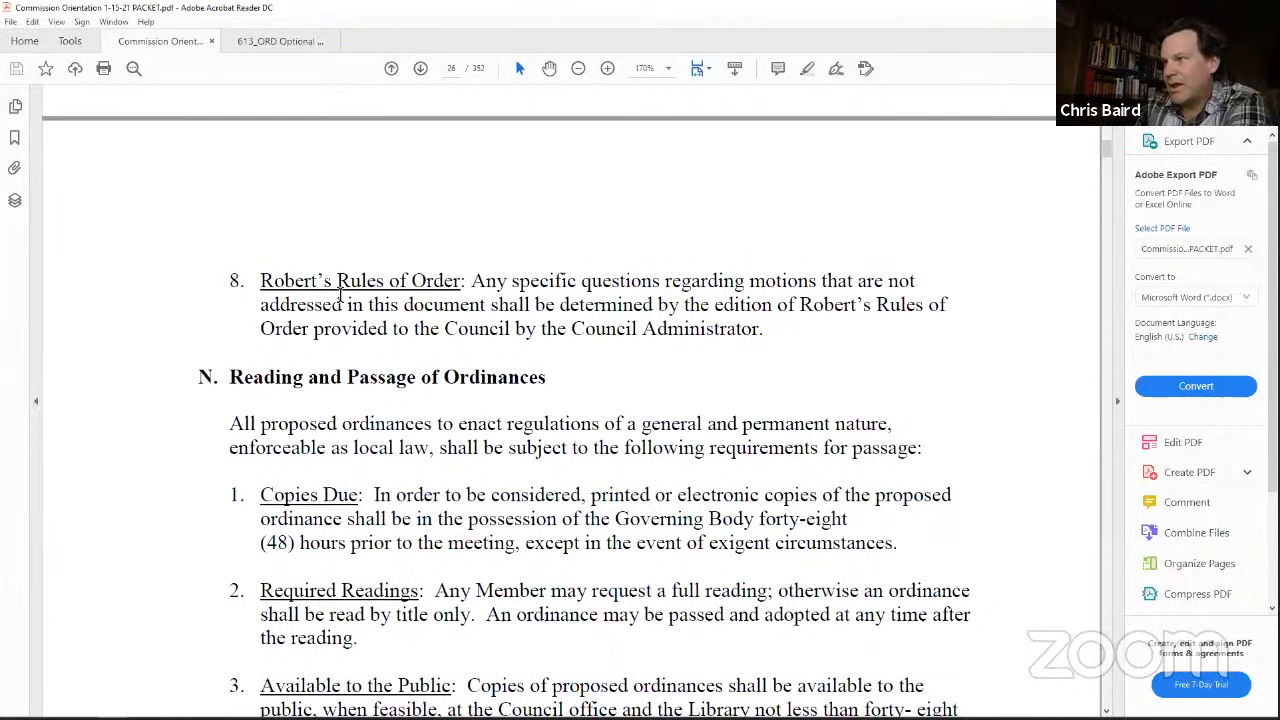 Commission Orientation 1-15-21 PACKET.pdf - Adobe Acrobat Reader DC
File Edit View Sign Window Help
Home Tools Commission Orient... × 613_ORD Optional ...
26 / 352 170%
Chris Baird
8. Robert's Rules of Order: Any specific questions regarding motions that are not
addressed in this document shall be determined by the edition of Robert's Rules of
Order provided to the Council by the Council Administrator.
N. Reading and Passage of Ordinances
All proposed ordinances to enact regulations of a general and permanent nature,
enforceable as local law, shall be subject to the following requirements for passage:
1. Copies Due: In order to be considered, printed or electronic copies of the proposed
ordinance shall be in the possession of the Governing Body forty-eight
(48) hours prior to the meeting, except in the event of exigent circumstances.
2. Required Readings: Any Member may request a full reading; otherwise an ordinance
shall be read by title only. An ordinance may be passed and adopted at any time after
the reading.
3. Available to the Public: Copies of proposed ordinances shall be available to the
public, when feasible, at the Council office and the Library not less than forty- eight
Export PDF
Adobe Export PDF
Convert PDF Files to Word
or Excel Online
Select PDF File
Commissio...PACKET.pdf
Convert to
Microsoft Word (*.docx)
Document Language:
English (U.S.) Change
Convert
Edit PDF
Create PDF
Comment
Combine Files
Organize Pages
Compress PDF
Create, edit and sign PDF
forms & agreements
Free 7-Day Trial
zoom